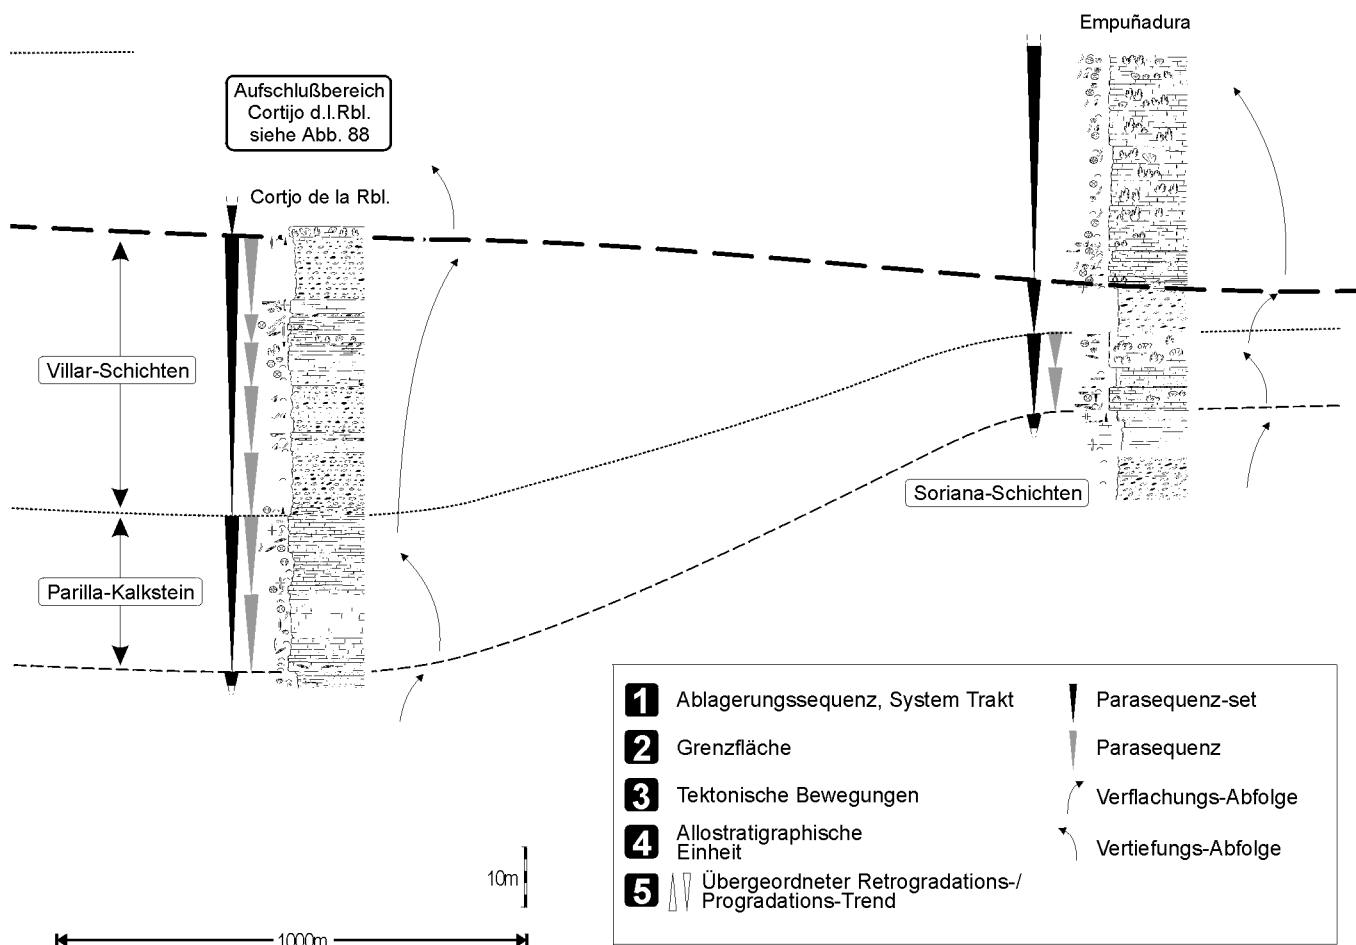 Empuñadura
Aufschlußbereich
Cortijo d.l.Rbl.
siehe Abb. 88
Cortjo de la Rbl.
Villar-Schichten
Soriana-Schichten
Parilla-Kalkstein
1 Ablagerungssequenz, System Trakt
2 Grenzfläche
3 Tektonische Bewegungen
4 Allostratigraphische
Einheit
5 Übergeordneter Retrogradations-/
Progradations-Trend
Parasequenz-set
Parasequenz
Verflachungs-Abfolge
Vertiefungs-Abfolge
10m
1000m